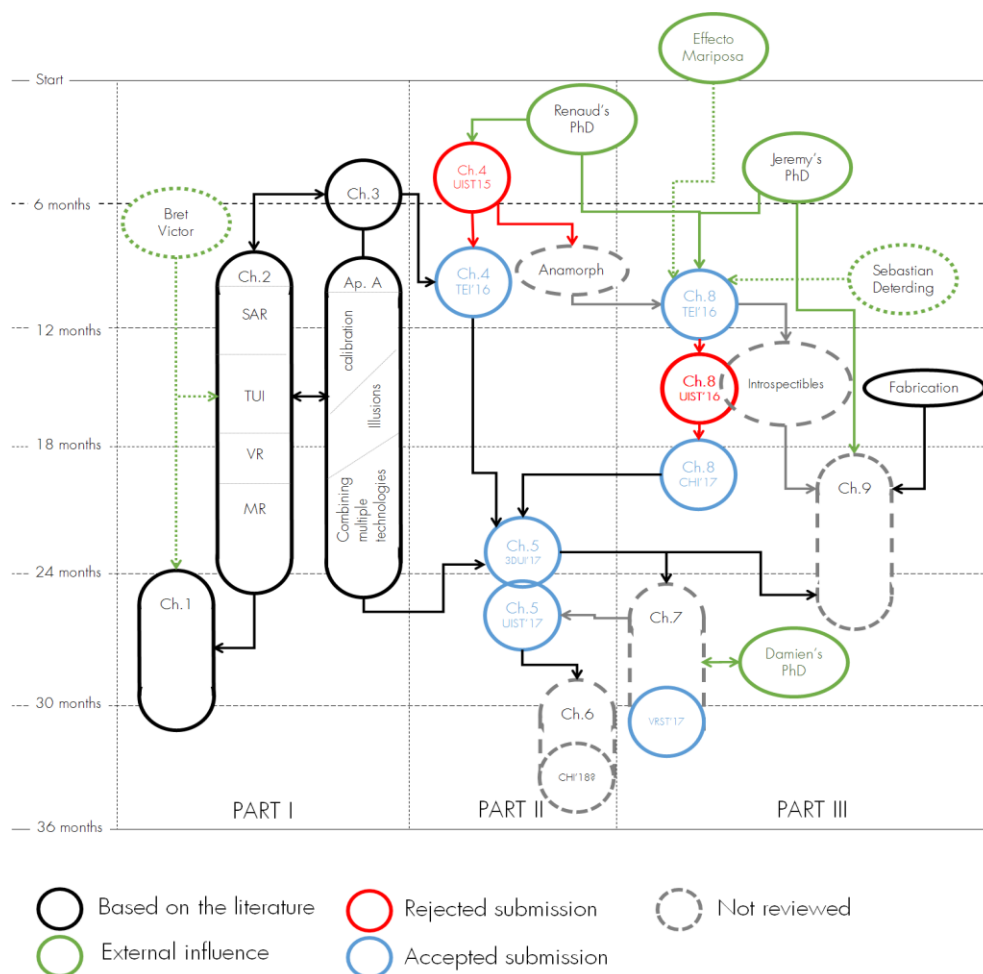 Effecto
Mariposa
Start
Renaud's
PhD
Ch.4
UIST15
Jeremy's
PhD
Ch.3
6 months
Bret
Victor
Anamorph
Ch.2
Ap. A
Ch.4
TEI'16
Sebastian
Deterding
Ch.8
TEI'16
SAR
12 months
calibration
Ch.8
UIST'16
Introspectibles
Fabrication
TUI
Illusions
18 months
VR
Ch.8
CHI'17
Ch.9
MR
Combining
multiple
technologies
Ch.5
3DUI'17
24 months
Ch.1
Ch.5
UIST'17
Ch.7
Damien's
PhD
30 months
Ch.6
VRST'17
CHI'18?
PART I
PART II
PART III
36 months
Based on the literature
Rejected submission
Not reviewed
External influence
Accepted submission